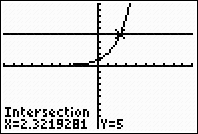 Intersection
X=2.3219281 Y=5